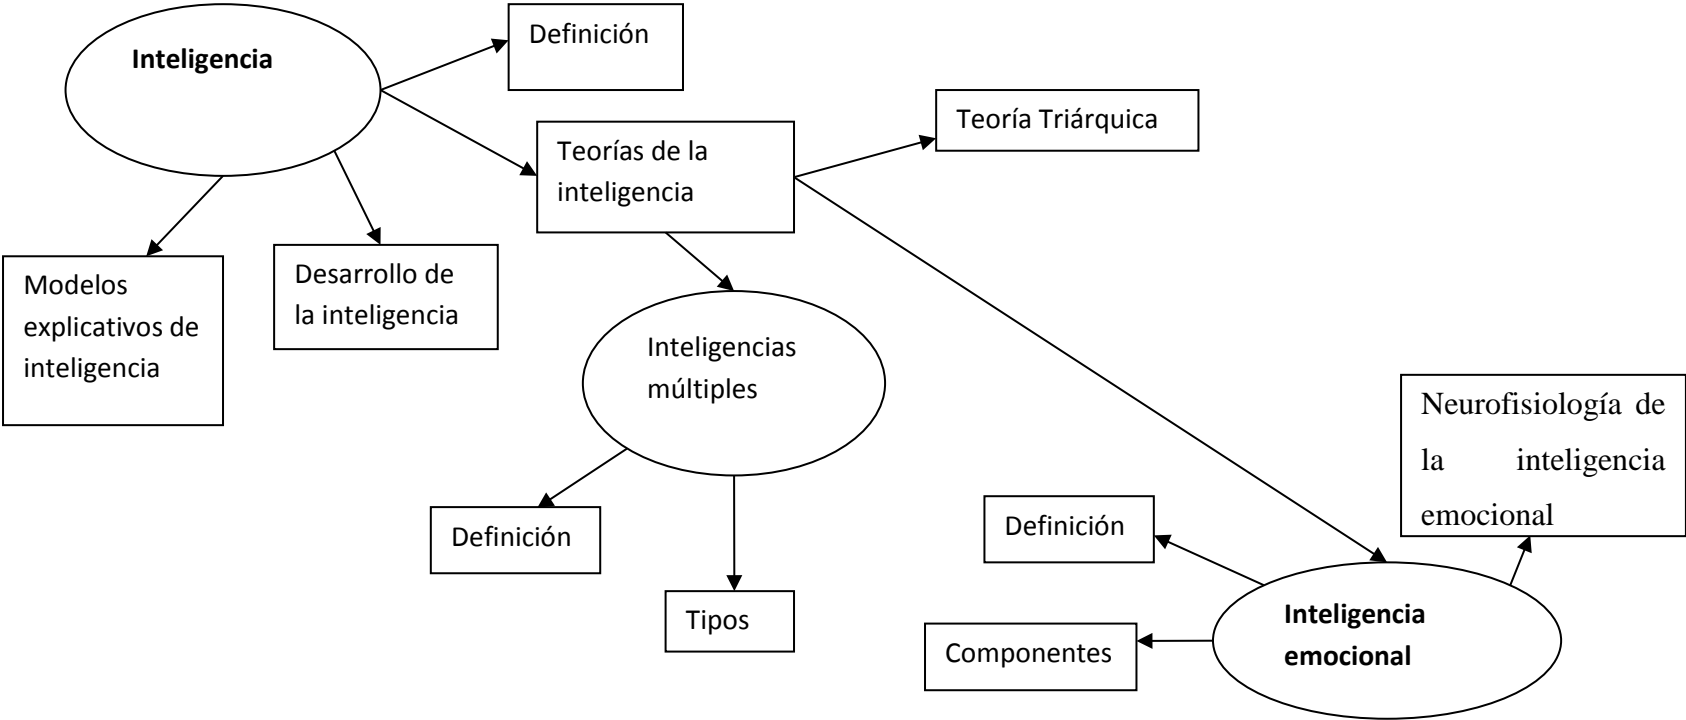 Inteligencia
Definición
Teoría Triárquica
Teorías de la
inteligencia
Modelos
explicativos de
inteligencia
Desarrollo de
la inteligencia
Inteligencias
múltiples
Definición
Tipos
Neurofisiología de
la inteligencia
emocional
Definición
Componentes
Inteligencia
emocional